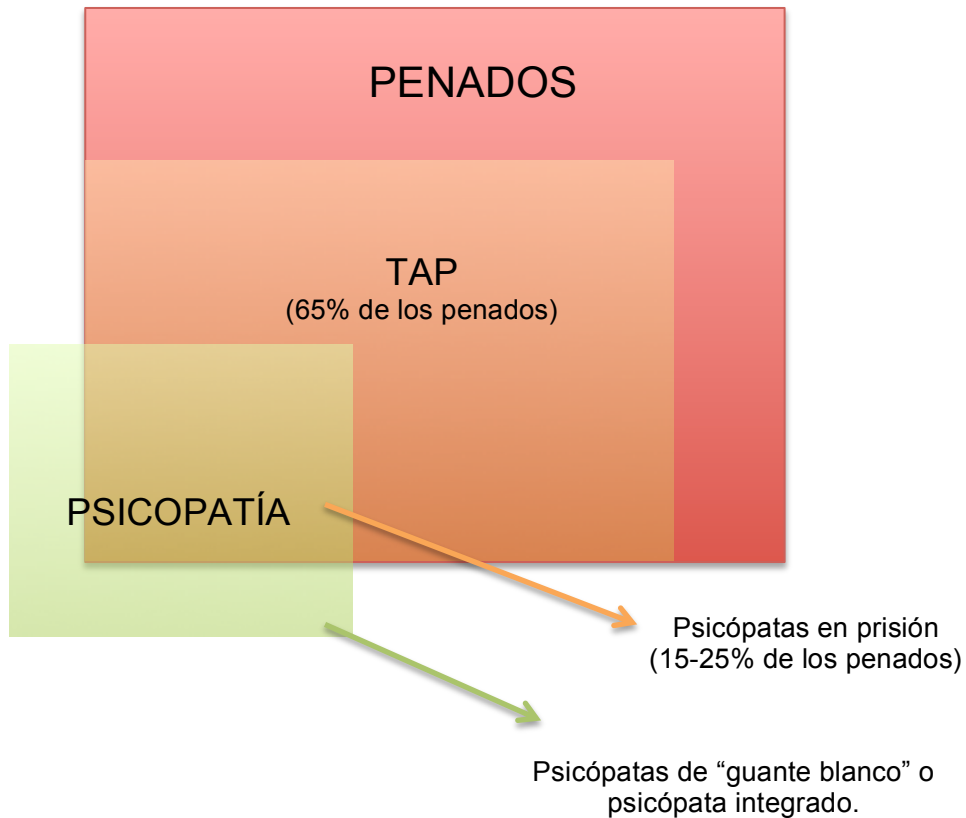 PENADOS
TAP
(65% de los penados)
PSICOPATÍA
Psicópatas en prisión
(15-25% de los penados)
Psicópatas de “guante blanco” o
psicópata integrado.